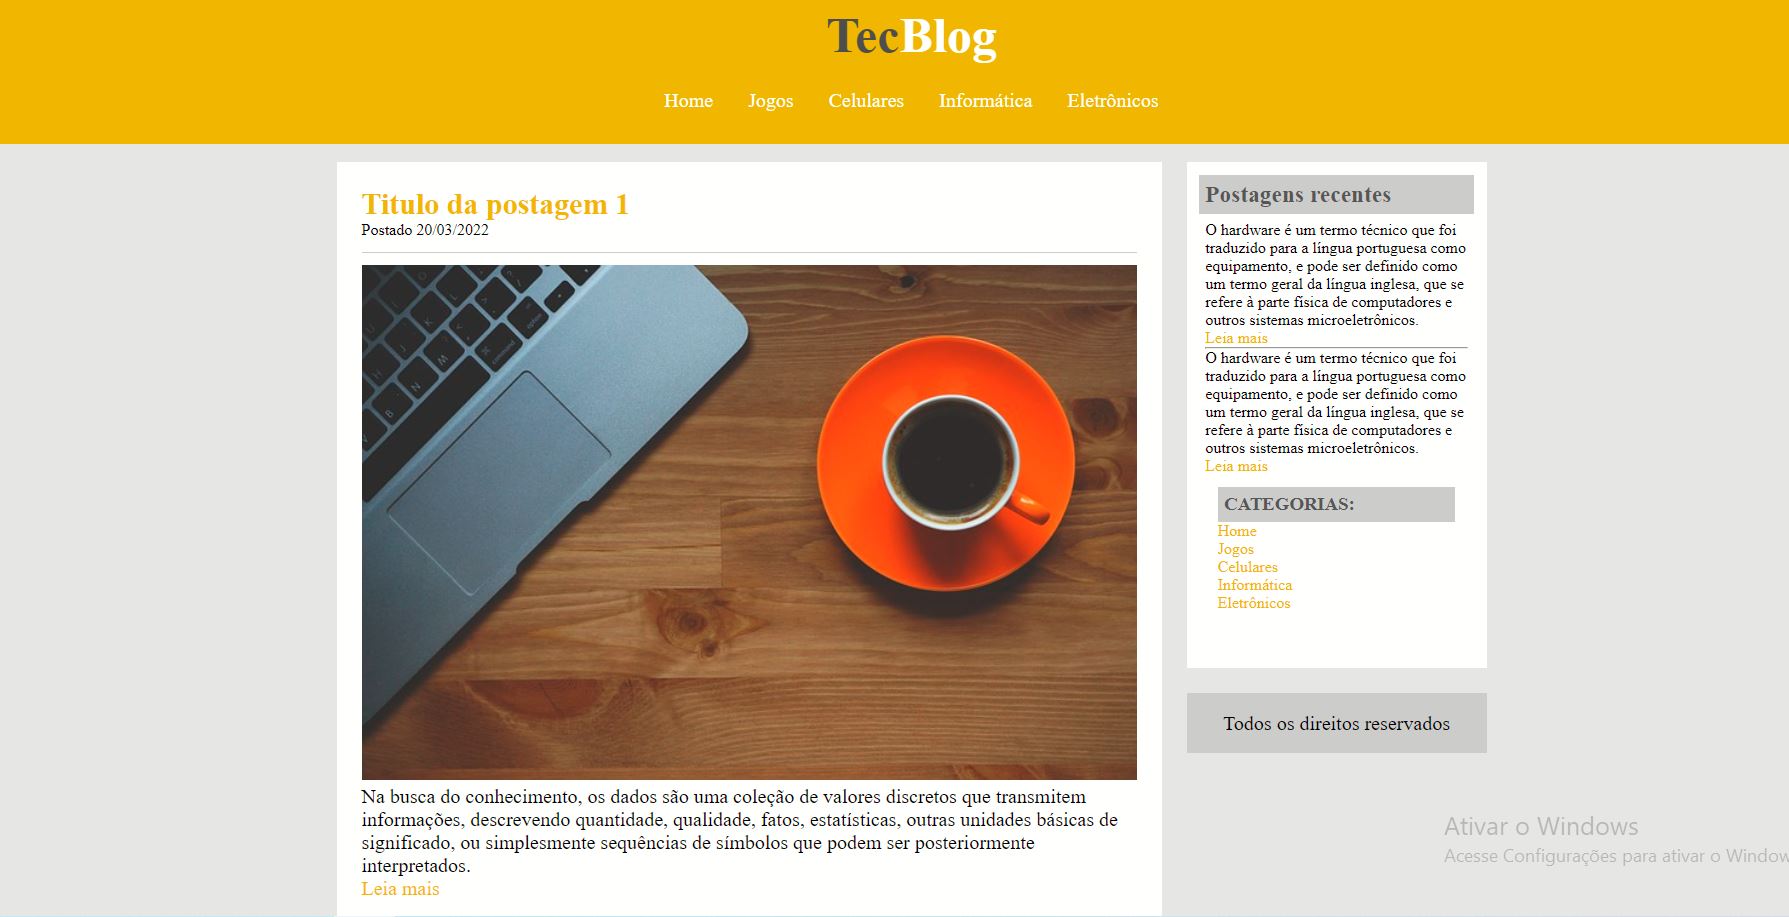 TecBlog
Home Jogos Celulares Informática Eletrônicos
Titulo da postagem 1
Postado 20/03/2022
command
option
Na busca do conhecimento, os dados são uma coleção de valores discretos que transmitem
informações, descrevendo quantidade, qualidade, fatos, estatísticas, outras unidades básicas de
significado, ou simplesmente sequências de símbolos que podem ser posteriormente
interpretados.
Leia mais
Postagens recentes
O hardware é um termo técnico que foi
traduzido para a língua portuguesa como
equipamento, e pode ser definido como
um termo geral da língua inglesa, que se
refere à parte física de computadores e
outros sistemas microeletrônicos.
Leia mais
O hardware é um termo técnico que foi
traduzido para a língua portuguesa como
equipamento, e pode ser definido como
um termo geral da língua inglesa, que se
refere à parte física de computadores e
outros sistemas microeletrônicos.
Leia mais
CATEGORIAS:
Home
Jogos
Celulares
Informática
Eletrônicos
Todos os direitos reservados
Ativar o Windows
Acesse Configurações para ativar o Window